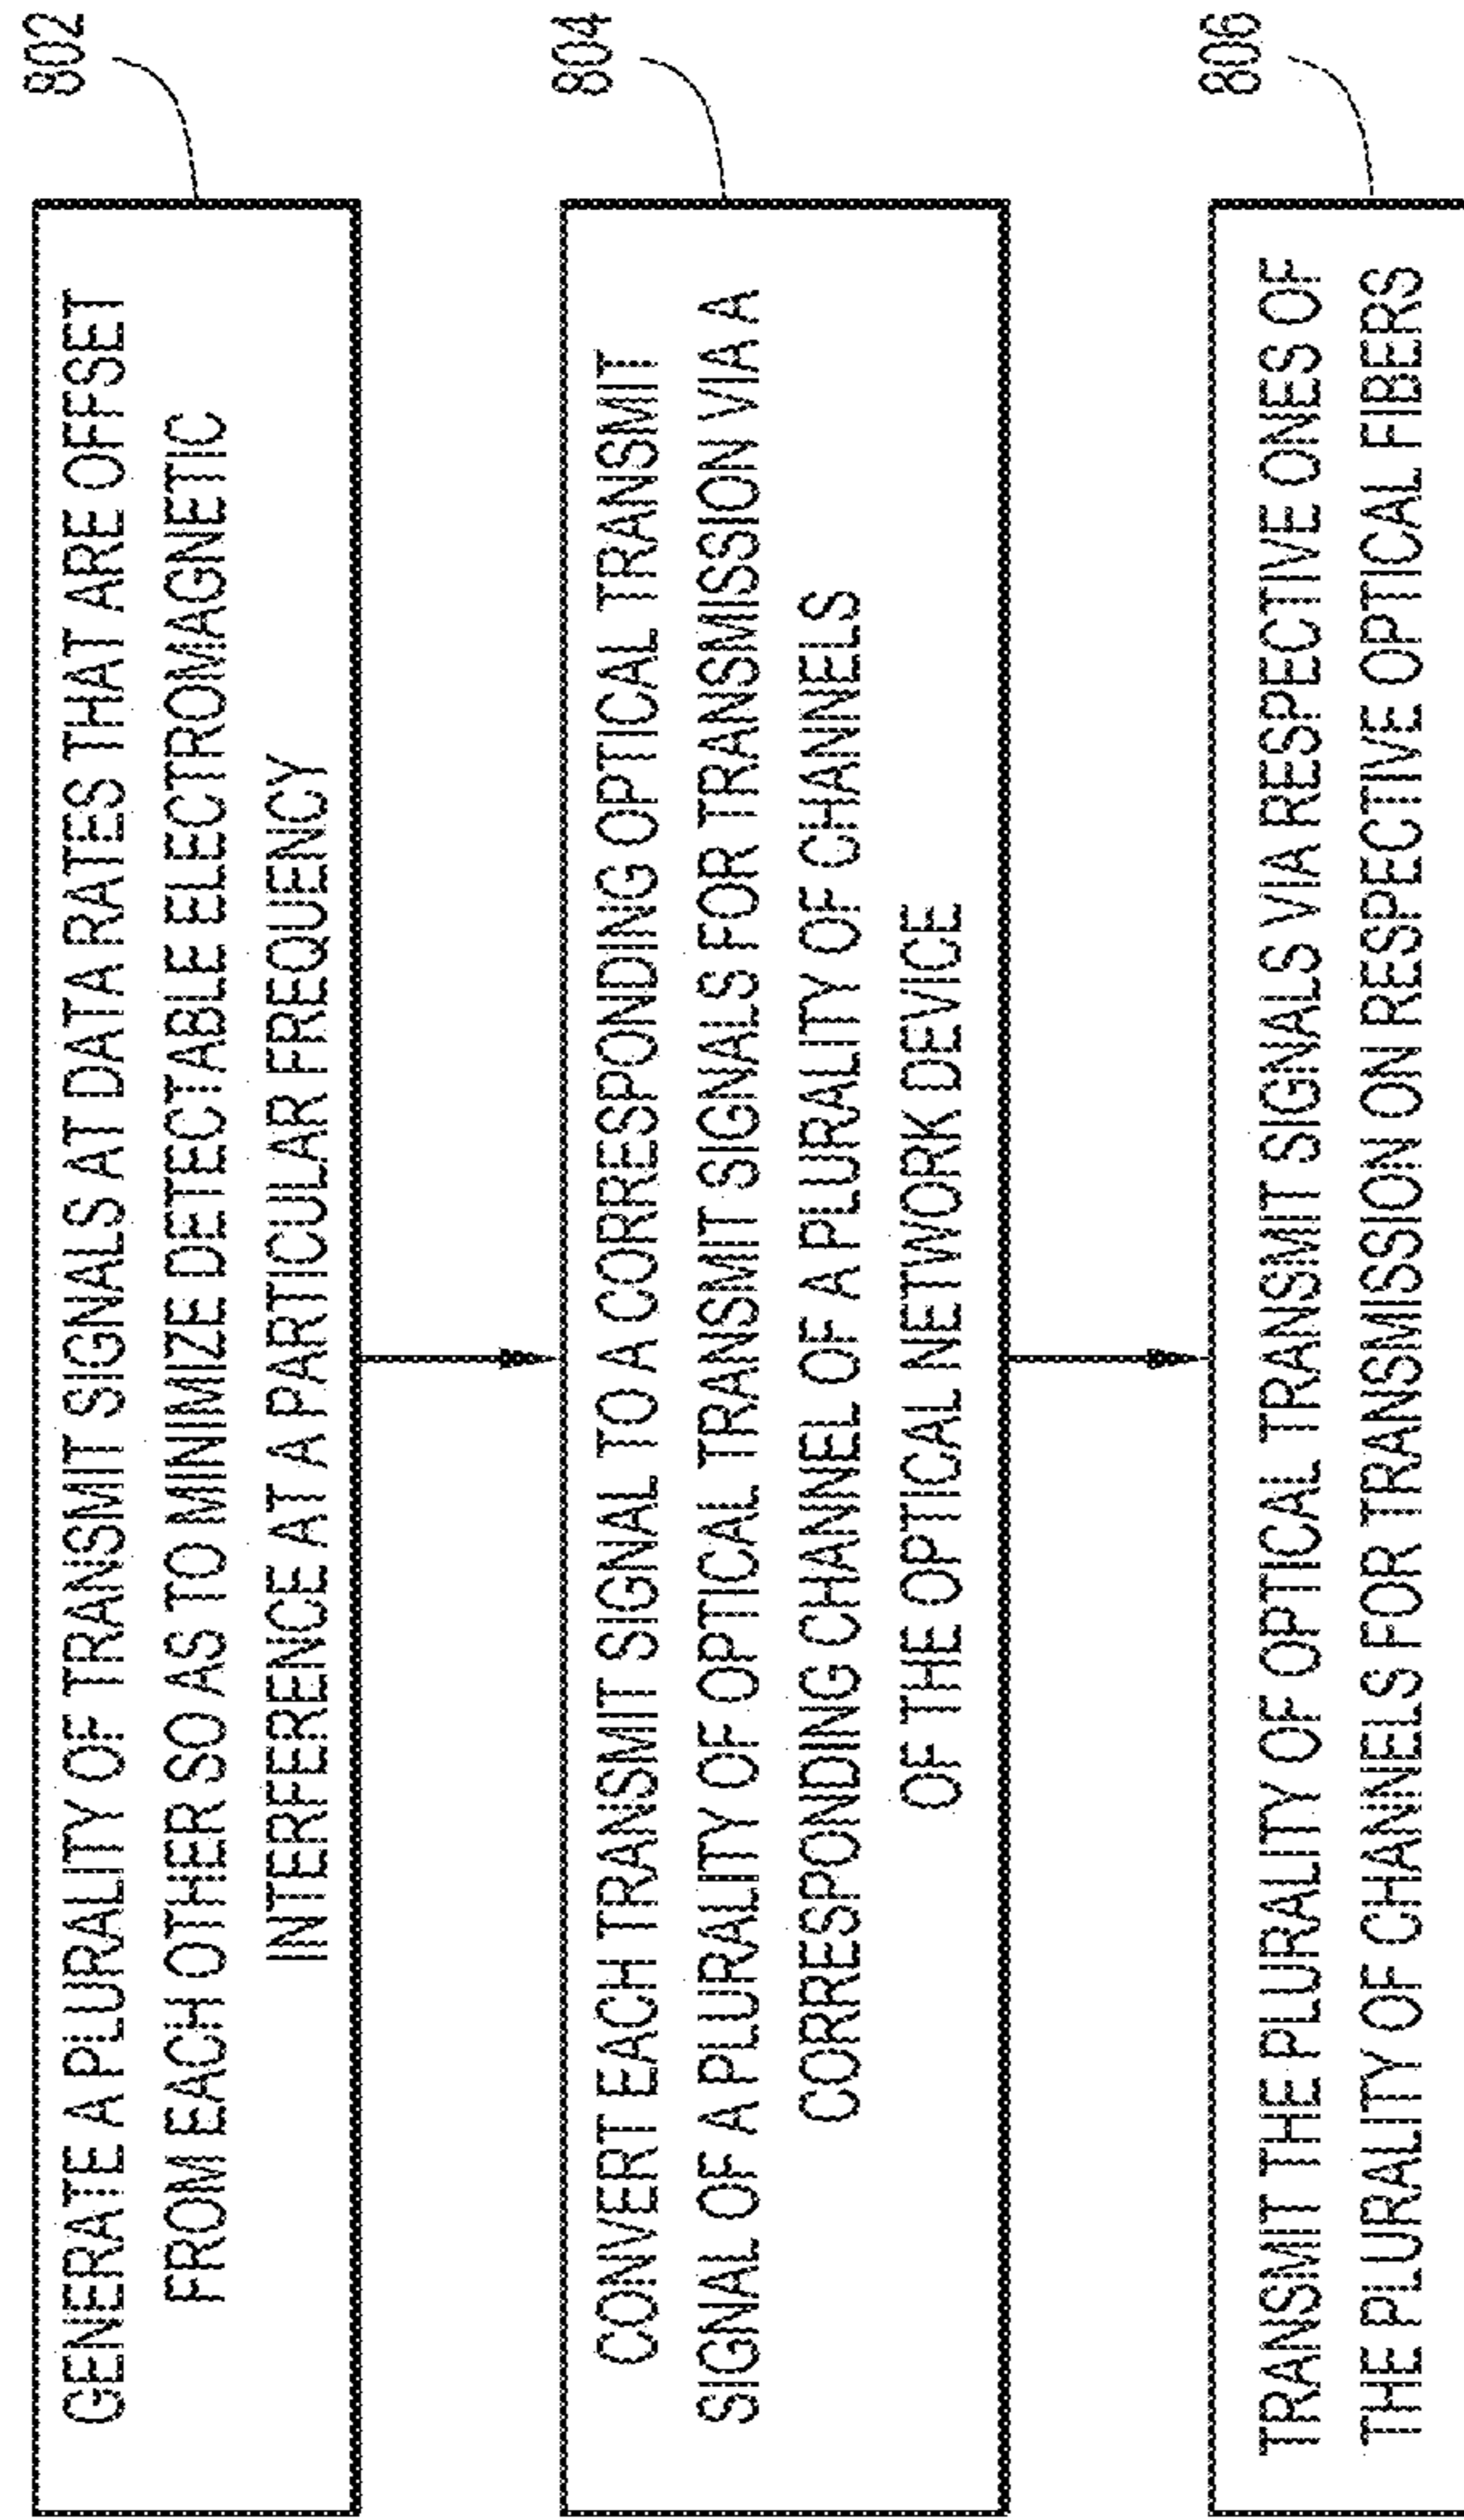 802
GENERATE A PLURALITY OF TRANSMIT SIGNALS AT DATA RATES THAT ARE OFFSET
FROM EACH OTHER SO AS TO MINIMIZE DETECTABLE ELECTROMAGNETIC
INTERFERENCE AT A PARTICULAR FREQUENCY
804
CONVERT EACH TRANSMIT SIGNAL TO A CORRESPONDING OPTICAL TRANSMIT
SIGNAL OF A PLURALITY OF OPTICAL TRANSMIT SIGNALS FOR TRANSMISSION VIA A
CORRESPONDING CHANNEL OF A PLURALITY OF CHANNELS
OF THE OPTICAL NETWORK DEVICE
806
TRANSMIT THE PLURALITY OF OPTICAL TRANSMIT SIGNALS VIA RESPECTIVE ONES OF
THE PLURALITY OF CHANNELS FOR TRANSMISSION ON RESPECTIVE OPTICAL FIBERS